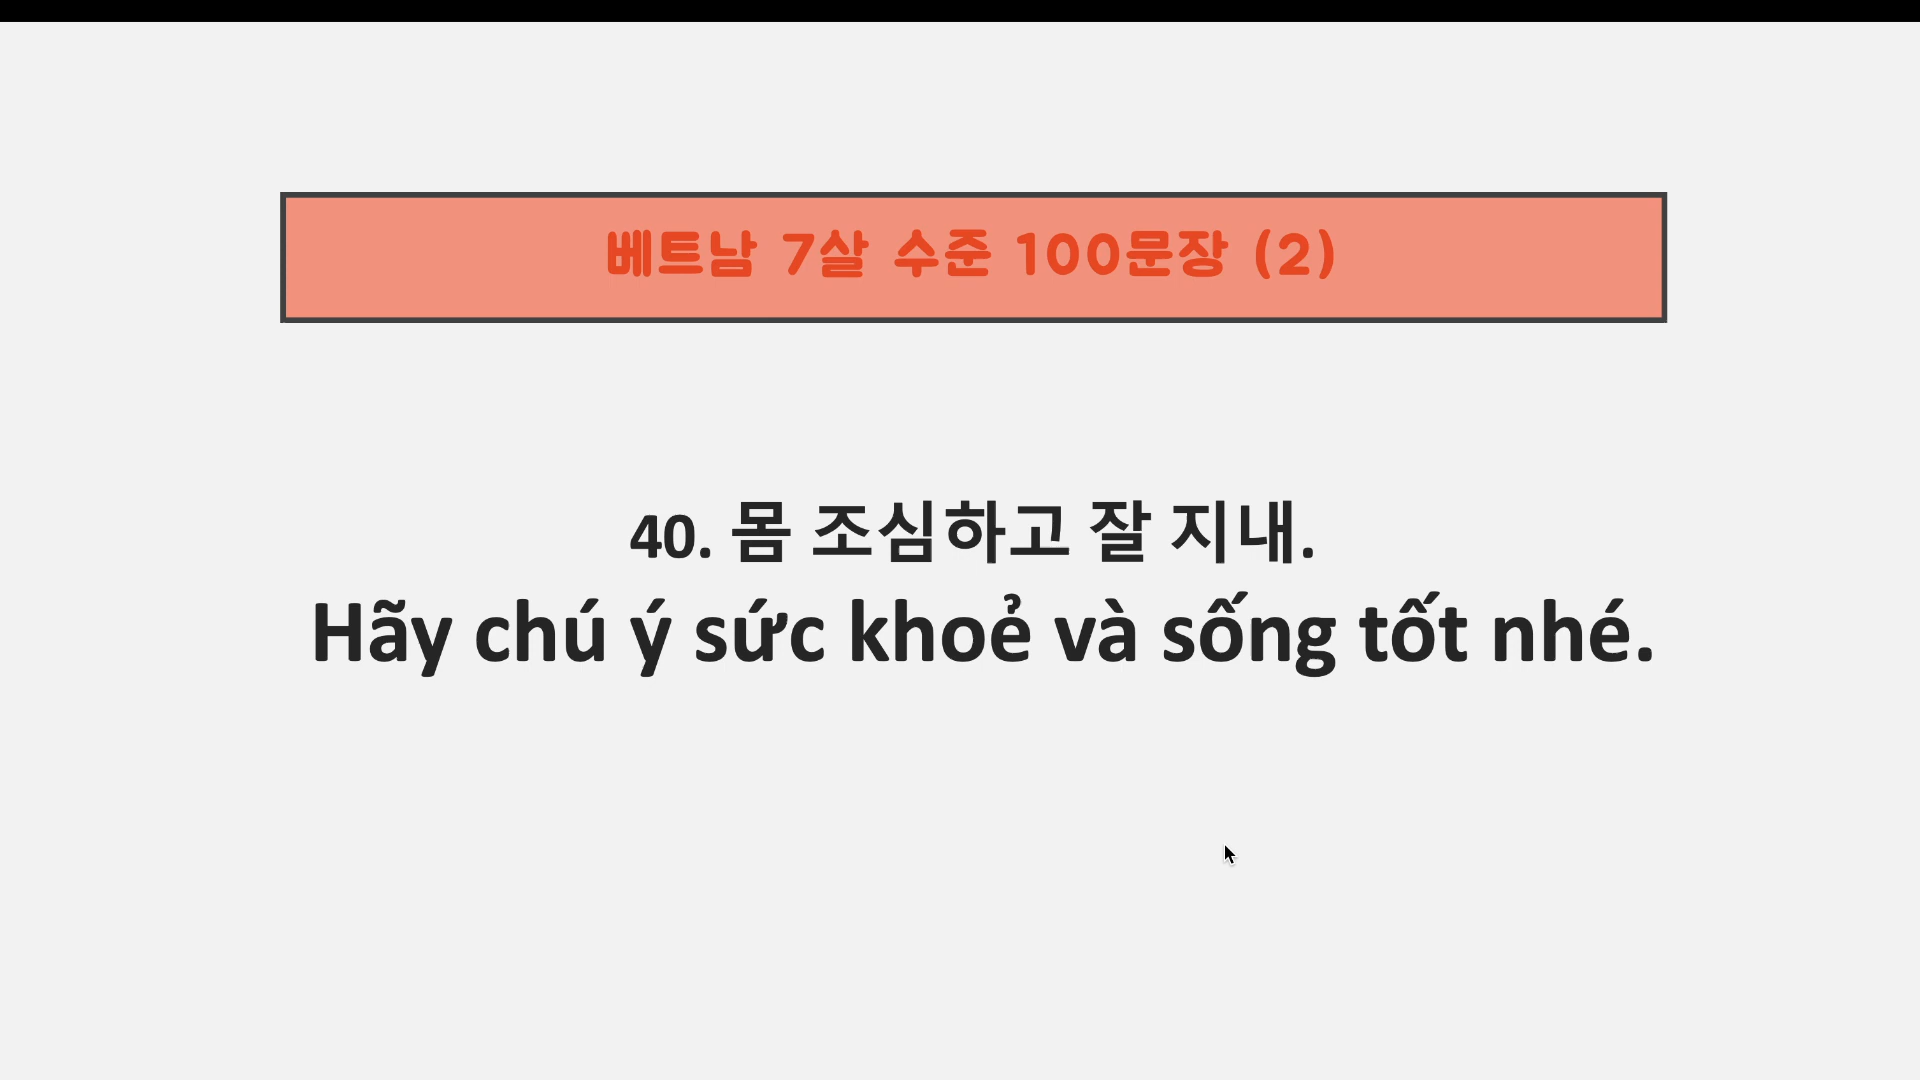 베트남 7살 수준 100문장 (2)
40. 몸 조심하고 잘 지내.
Hãy chú ý sức khoẻ và sống tốt nhé.